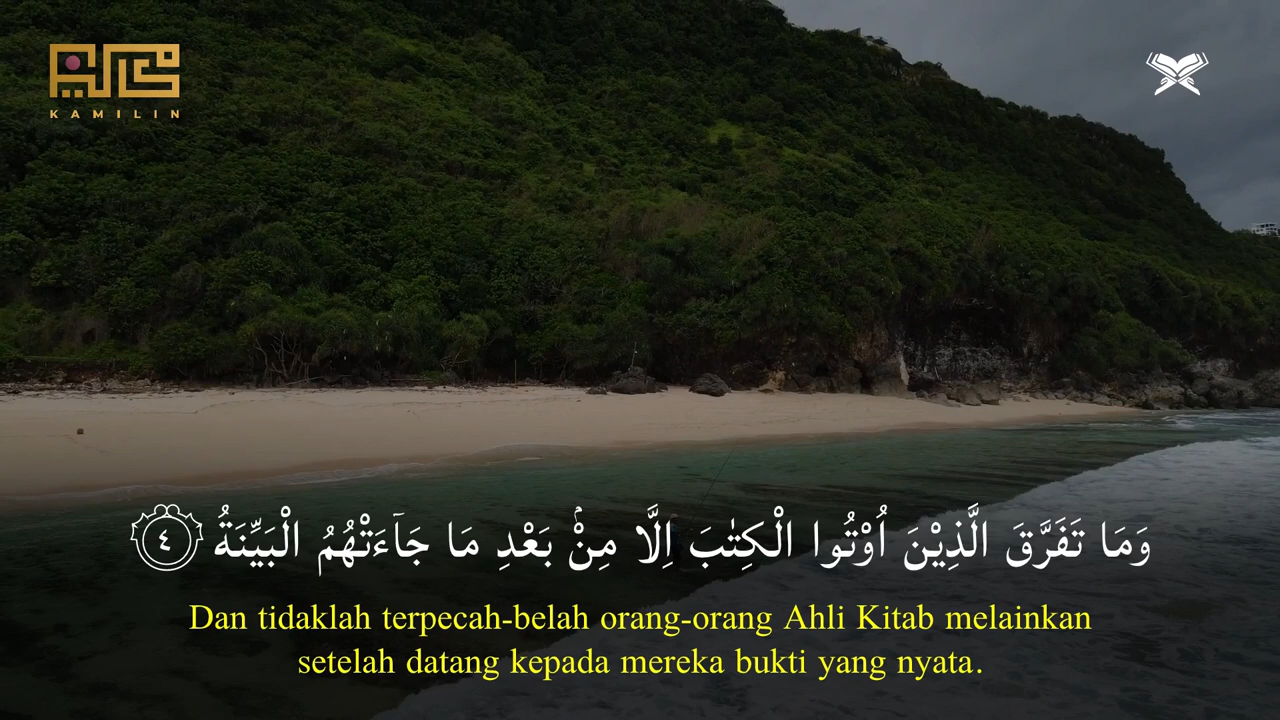 KAMILIN
وَمَا تَفَرَّقَ الَّذِيْنَ اُوْتُوا الْكِتٰبَ اِلَّا مِنْۢ بَعْدِ مَا جَاۤءَتْهُمُ الْبَيِّنَةُ ٤
Dan tidaklah terpecah-belah orang-orang Ahli Kitab melainkan
setelah datang kepada mereka bukti yang nyata.